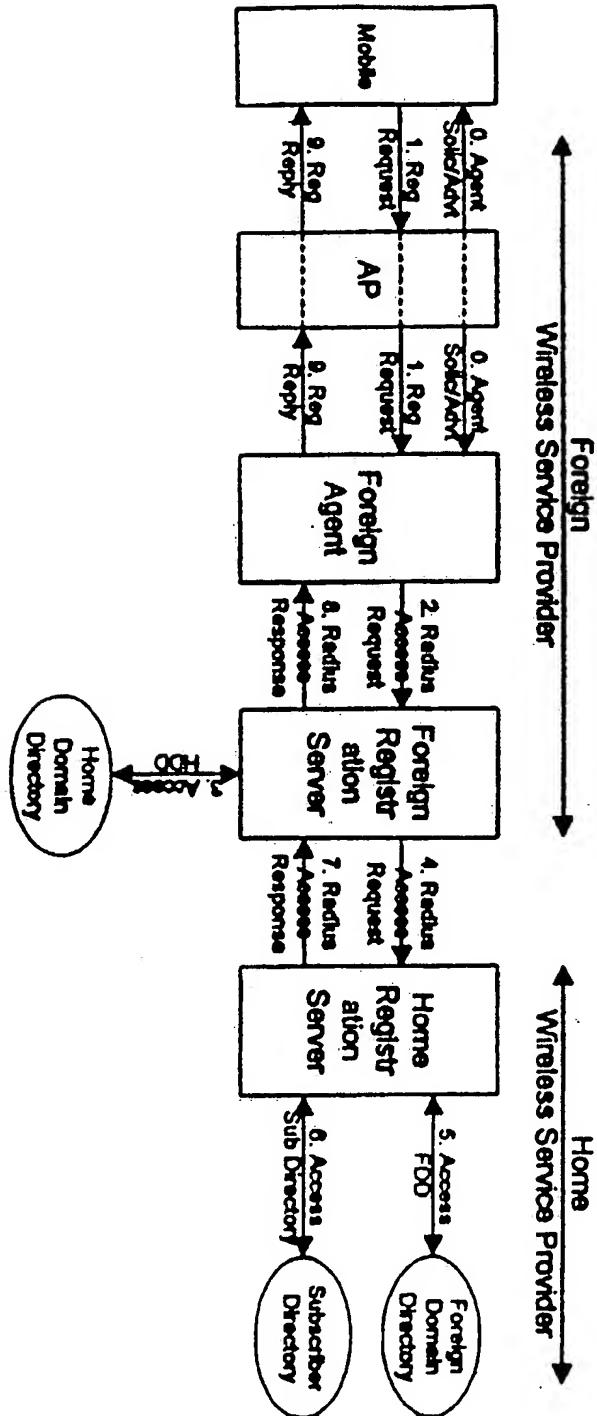 Foreign
Wireless Service Provider
Home
Wireless Service Provider
Mobile
0. Agent
Solic/Advt
1. Reg
Request
9. Reg
Reply
AP
0. Agent
Solic/Advt
1. Reg
Request
9. Reg
Reply
Foreign
Agent
2. Radius
Access
Request
8. Radius
Access
Response
Foreign
Registr
ation
Server
3. Access
HDD
Home
Domain
Directory
4. Radius
Access
Request
7. Radius
Access
Response
Home
Registr
ation
Server
5. Access
FDD
6. Access
Sub Directory
Foreign
Domain
Directory
Subscriber
Directory